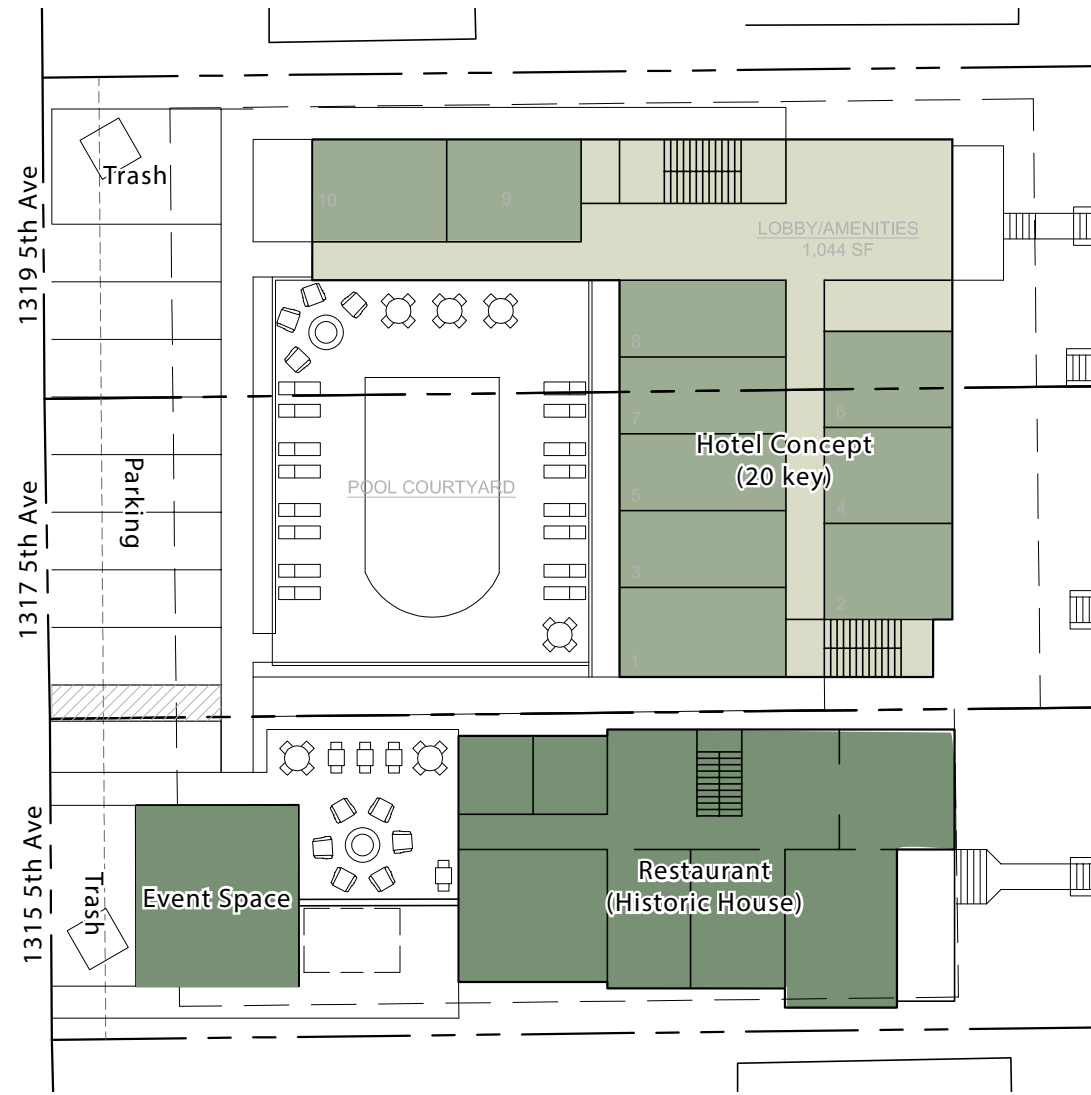 1319 5th Ave
Trash
10
9
LOBBY/AMENITIES
1,044 SF
8
7
6
Hotel Concept
(20 key)
5
4
3
2
1
POOL COURTYARD
Parking
1317 5th Ave
1315 5th Ave
Trash
Event Space
Restaurant
(Historic House)